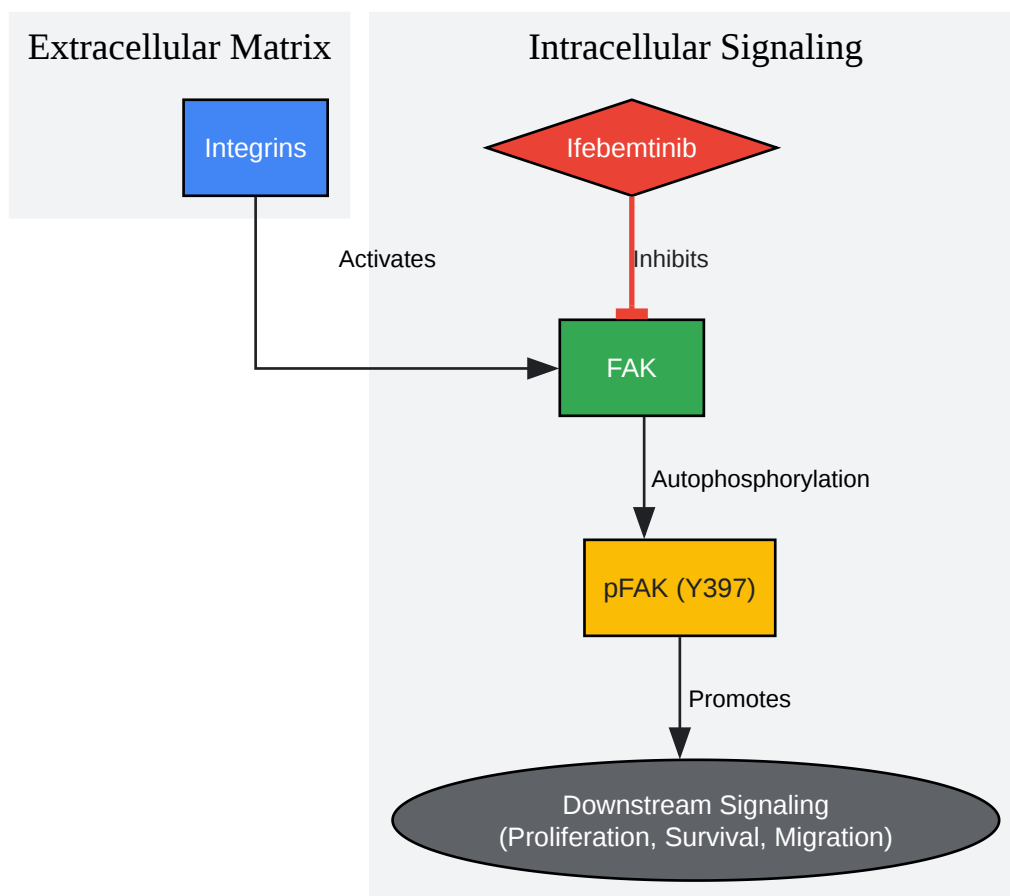 Extracellular Matrix
Intracellular Signaling
Integrins
Ifebemtinib
Activates
Inhibits
FAK
Autophosphorylation
pFAK (Y397)
Promotes
Downstream Signaling
(Proliferation, Survival, Migration)